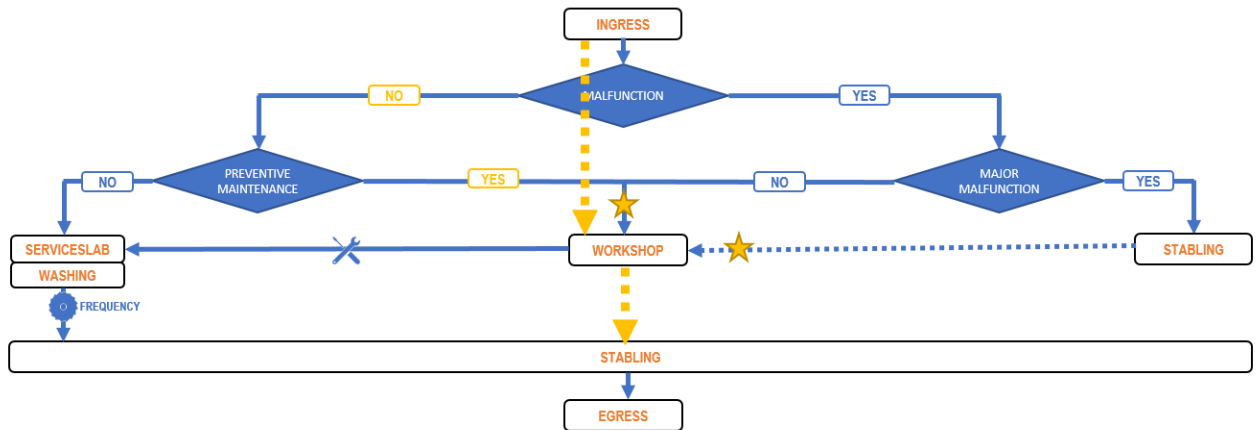 INGRESS
MALFUNCTION
NO
YES
PREVENTIVE
MAINTENANCE
MAJOR
MALFUNCTION
NO
YES
NO
YES
SERVICESLAB
WORKSHOP
STABLING
WASHING
FREQUENCY
STABLING
EGRESS